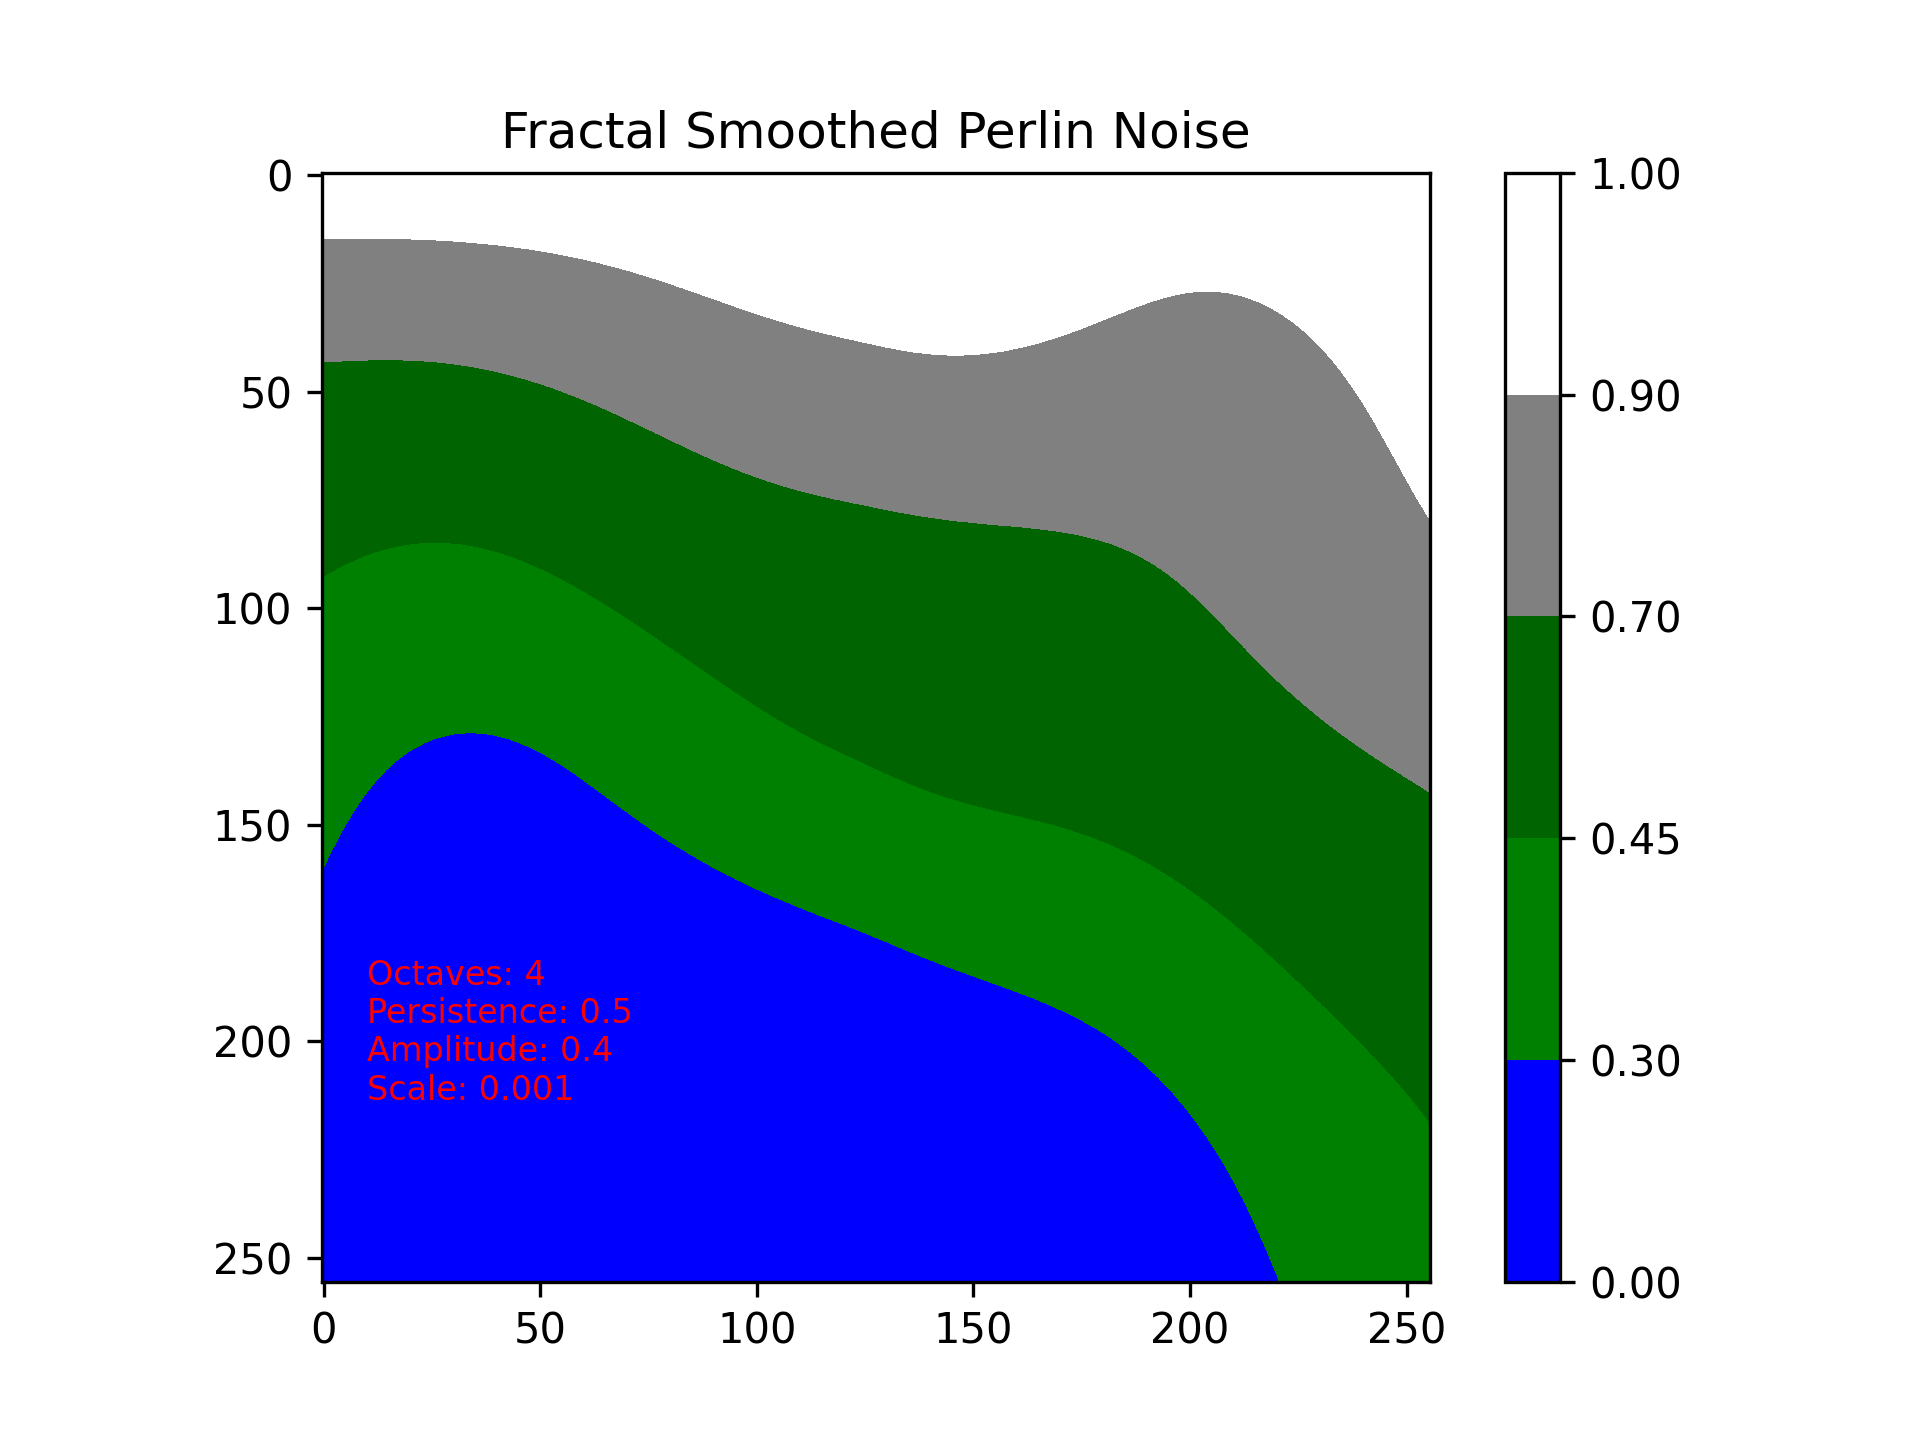 Fractal Smoothed Perlin Noise
0
50
100
150
200
250
Octaves: 4
Persistence: 0.5
Amplitude: 0.4
Scale: 0.001
0 50 100 150 200 250
1.00
0.90
0.70
0.45
0.30
0.00